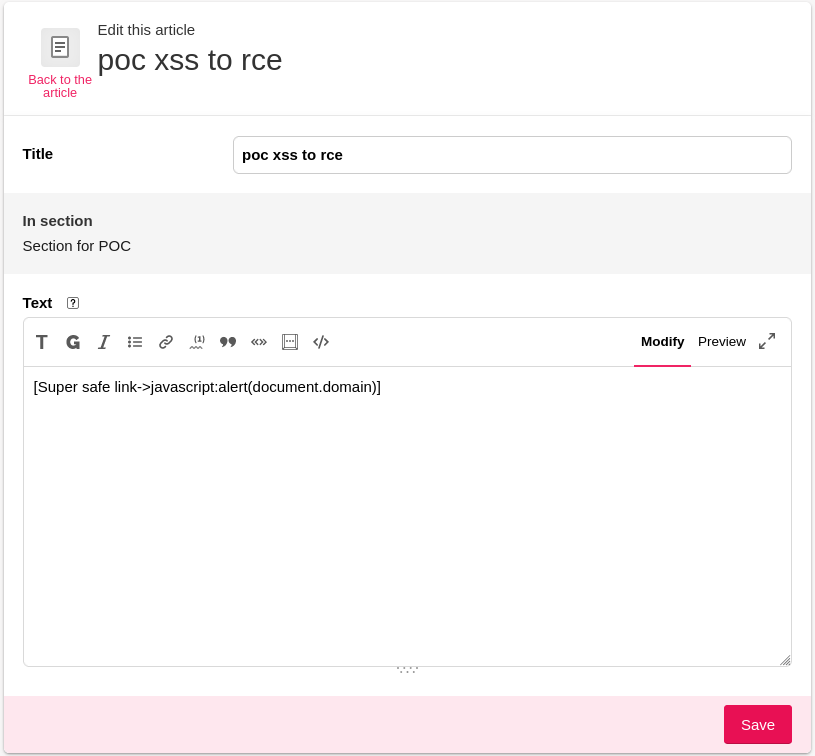 Edit this article
poc xss to rce
Back to the
article
Title
poc xss to rce
In section
Section for POC
Text ?
T G I (1) «» Modify Preview
[Super safe link->javascript:alert(document.domain)]
Save